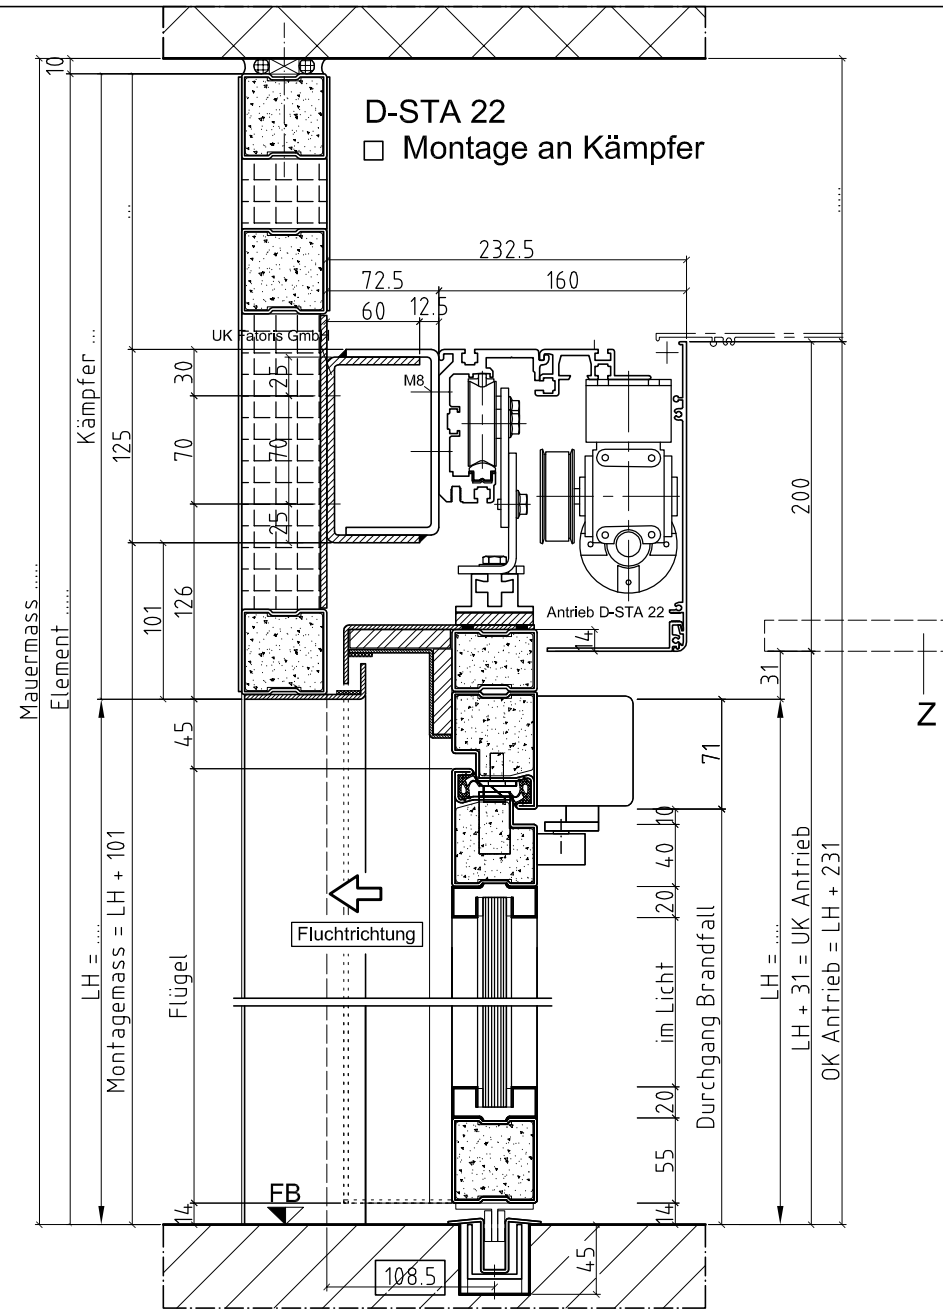 10
D-STA 22
Montage an Kämpfer
...
.....
232.5
72.5
160
60
12.5
UK Fatoris GmbH
M8
Kämpfer ...
30
25
125
70
70
25
200
Mauermass .....
Element .....
101
126
Antrieb D-STA 22
14
31
Z
45
71
10
40
20
LH = .....
Montagemass = LH + 101
Flügel
Fluchtrichtung
im Licht
Durchgang Brandfall
LH = .....
LH + 31 = UK Antrieb
OK Antrieb = LH + 231
20
55
14
FB
14
108.5
45